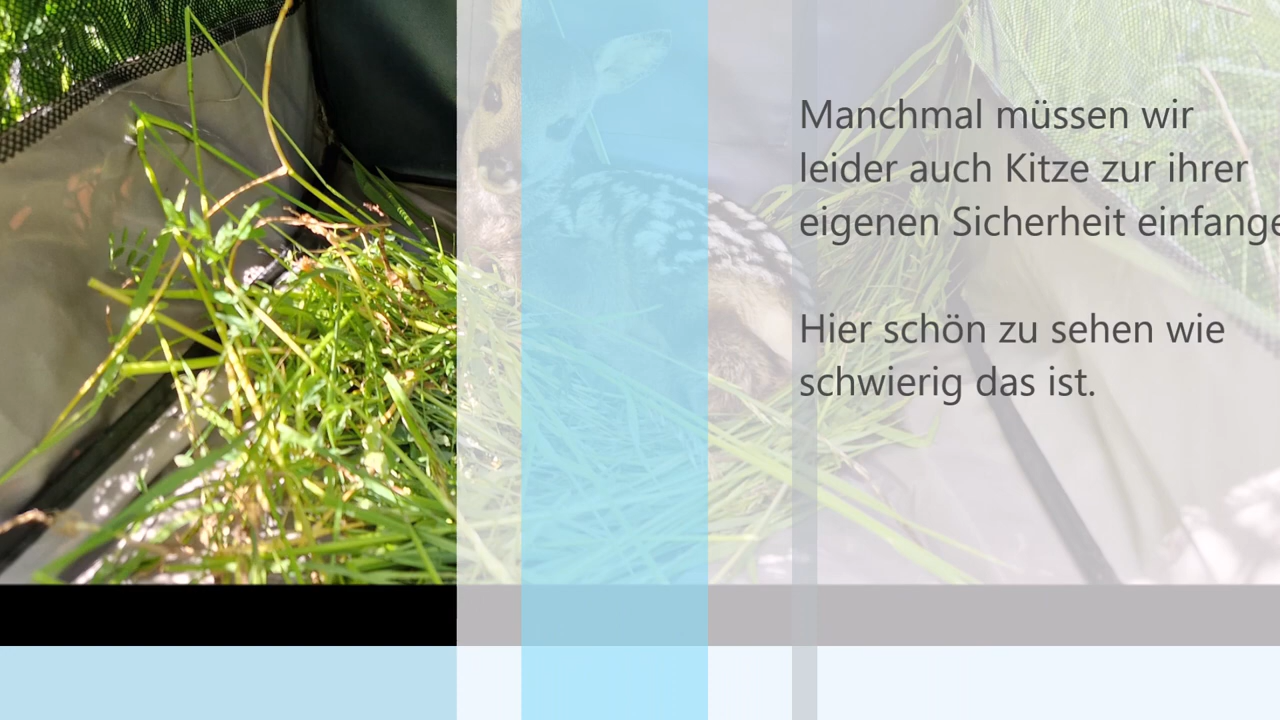 Manchmal müssen wir
leider auch Kitze zur ihrer
eigenen Sicherheit einfange
Hier schön zu sehen wie
schwierig das ist.